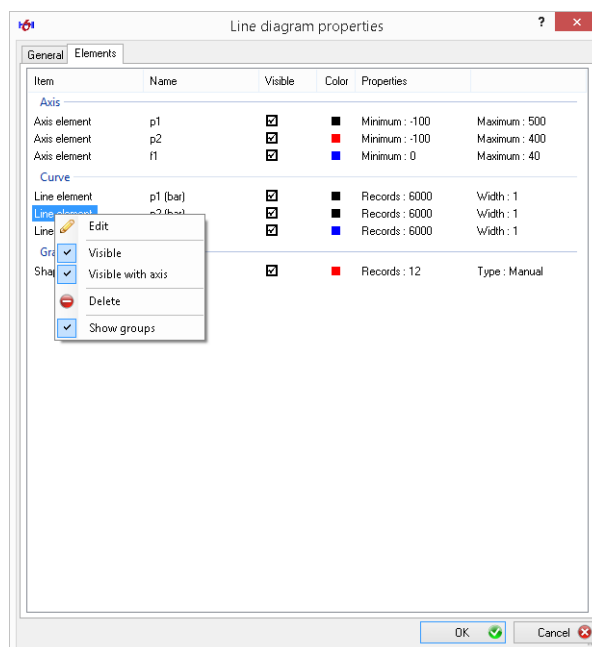 Line diagram properties ?
General Elements
Item Name Visible Color Properties
Axis
Axis element p1 Minimum : -100 Maximum : 500
Axis element p2 Minimum : -100 Maximum : 400
Axis element f1 Minimum : 0 Maximum : 40
Curve
Line element p1 (bar) Records : 6000 Width : 1
Line element p2 (bar) Records : 6000 Width : 1
Line Records : 6000 Width : 1
Edit
Visible
Visible with axis Records : 12 Type : Manual
Delete
Show groups
OK Cancel